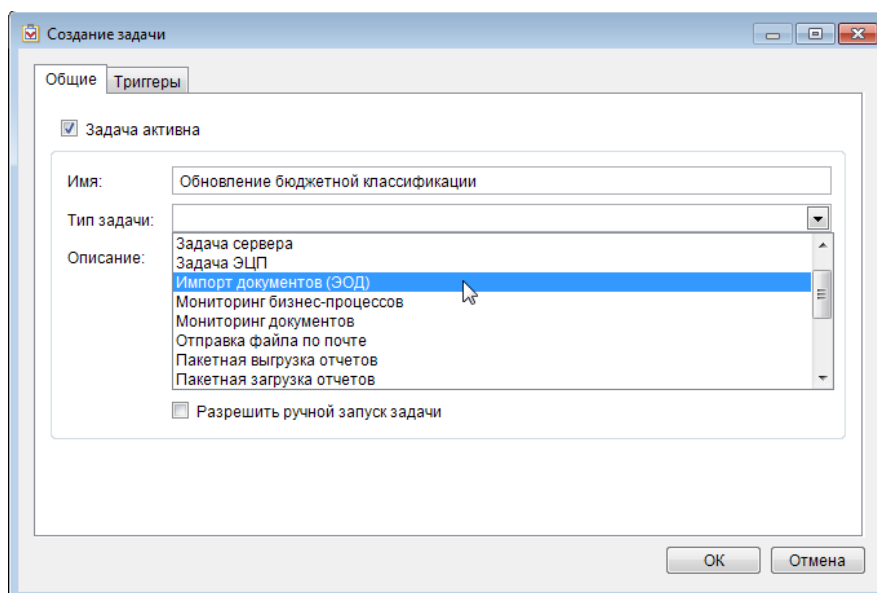 Создание задачи
Общие Триггеры
Задача активна
Имя: Обновление бюджетной классификации
Тип задачи:
Описание:
Задача сервера
Задача ЭЦП
Импорт документов (ЭОД)
Мониторинг бизнес-процессов
Мониторинг документов
Отправка файла по почте
Пакетная выгрузка отчетов
Пакетная загрузка отчетов
Разрешить ручной запуск задачи
ОК Отмена